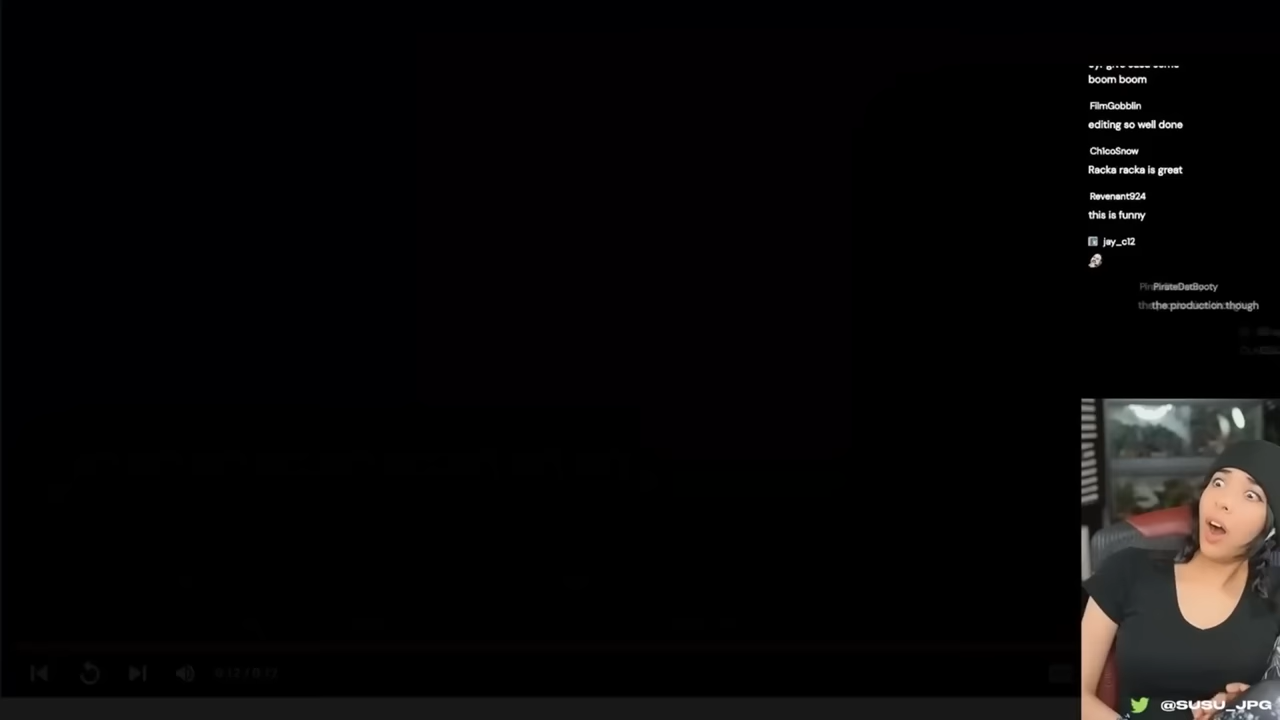 boom boom
FilmGobblin
editing so well done
Ch1coSnow
Racka racka is great
Revenant924
this is funny
jay_c12
PirateDatBooty
the production though
@SUSU_JPG